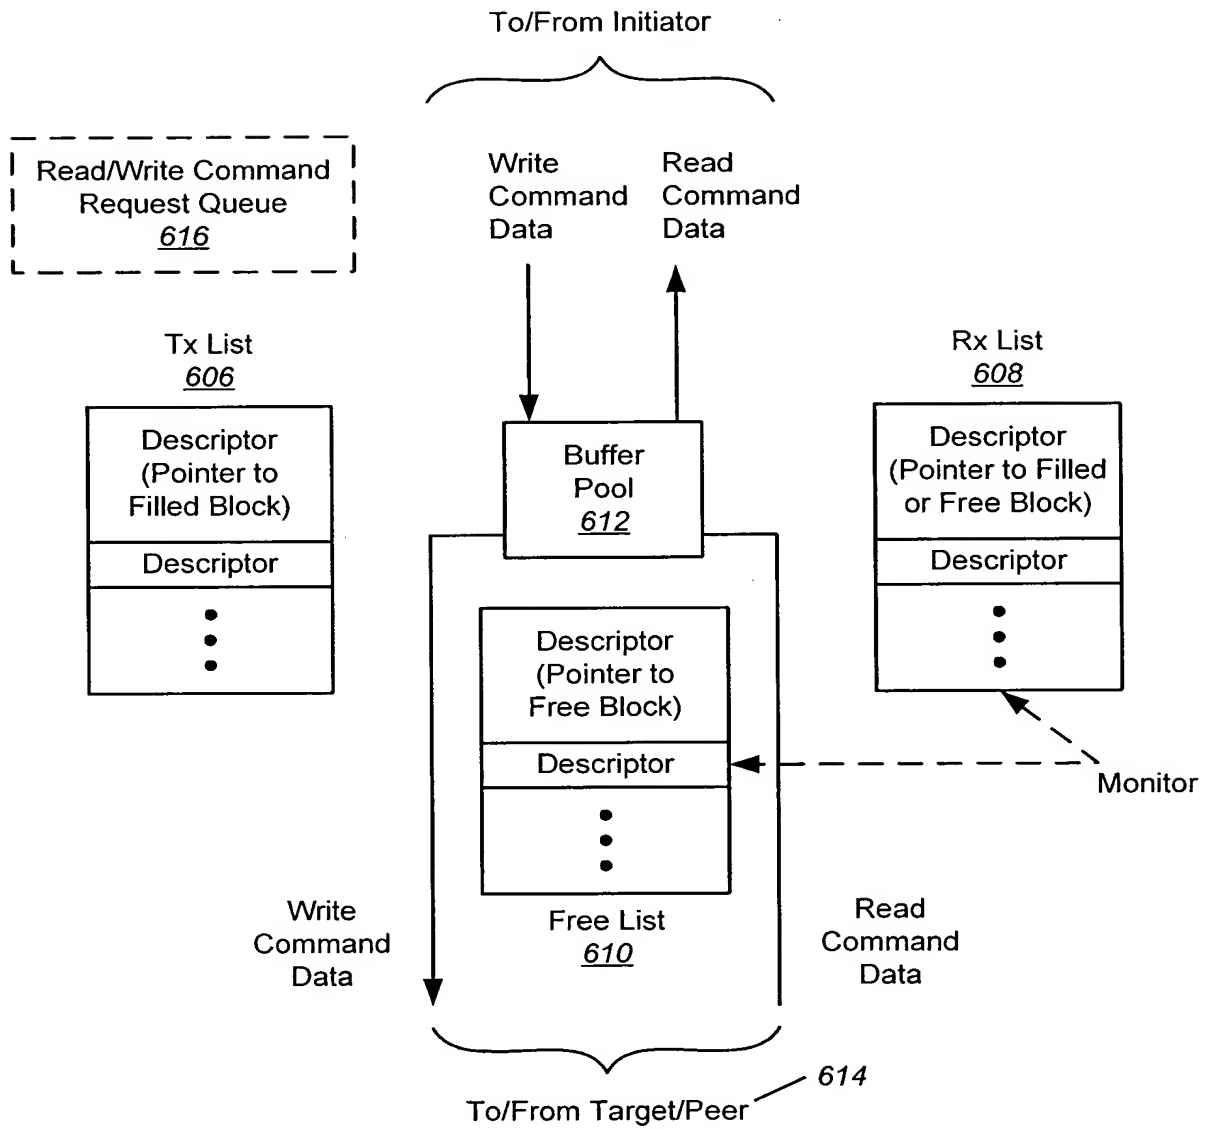 To/From Initiator
Read/Write Command
Request Queue
616
Write
Command
Data
Read
Command
Data
Tx List
606
Descriptor
(Pointer to
Filled Block)
Descriptor
Buffer
Pool
612
Rx List
608
Descriptor
(Pointer to Filled
or Free Block)
Descriptor
Descriptor
(Pointer to
Free Block)
Descriptor
Monitor
Free List
610
Write
Command
Data
Read
Command
Data
To/From Target/Peer
614